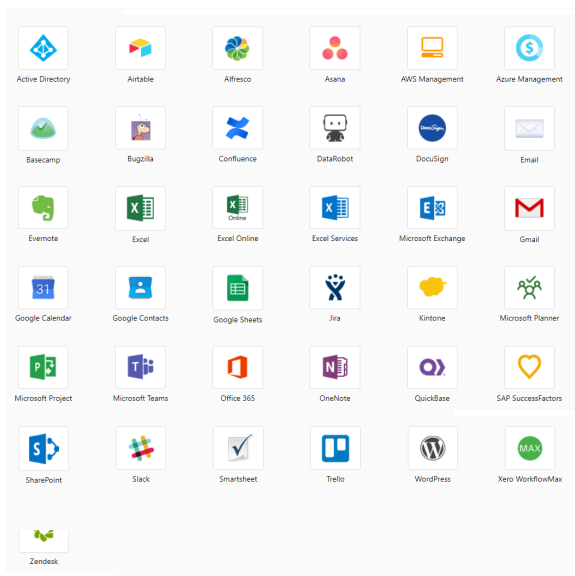 Active Directory
Airtable
Alfresco
Asana
AWS Management
Azure Management
DocuSign
Basecamp
Bugzilla
Confluence
DataRobot
DocuSign
Email
Online
Evernote
Excel
Excel Online
Excel Services
Microsoft Exchange
Gmail
31
Google Calendar
Google Contacts
Google Sheets
Jira
Kintone
Microsoft Planner
Microsoft Project
Microsoft Teams
Office 365
OneNote
QuickBase
SAP SuccessFactors
MAX
SharePoint
Slack
Smartsheet
Trello
WordPress
Xero WorkflowMax
Zendesk